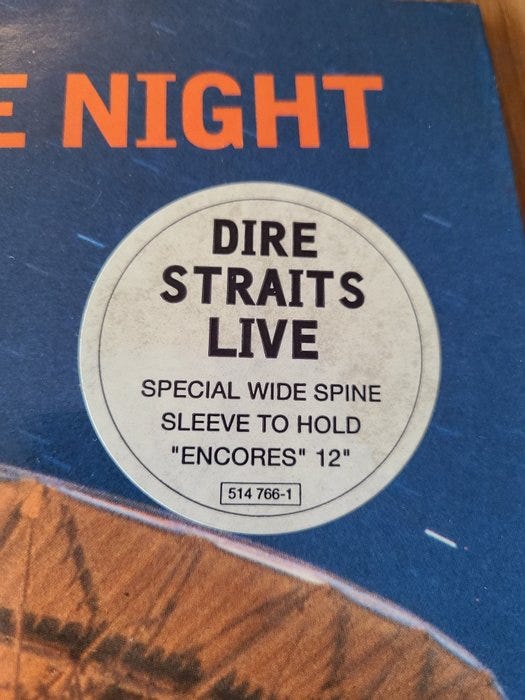 E NIGHT
DIRE
STRAITS
LIVE
SPECIAL WIDE SPINE
SLEEVE TO HOLD
"ENCORES" 12"
514 766-1